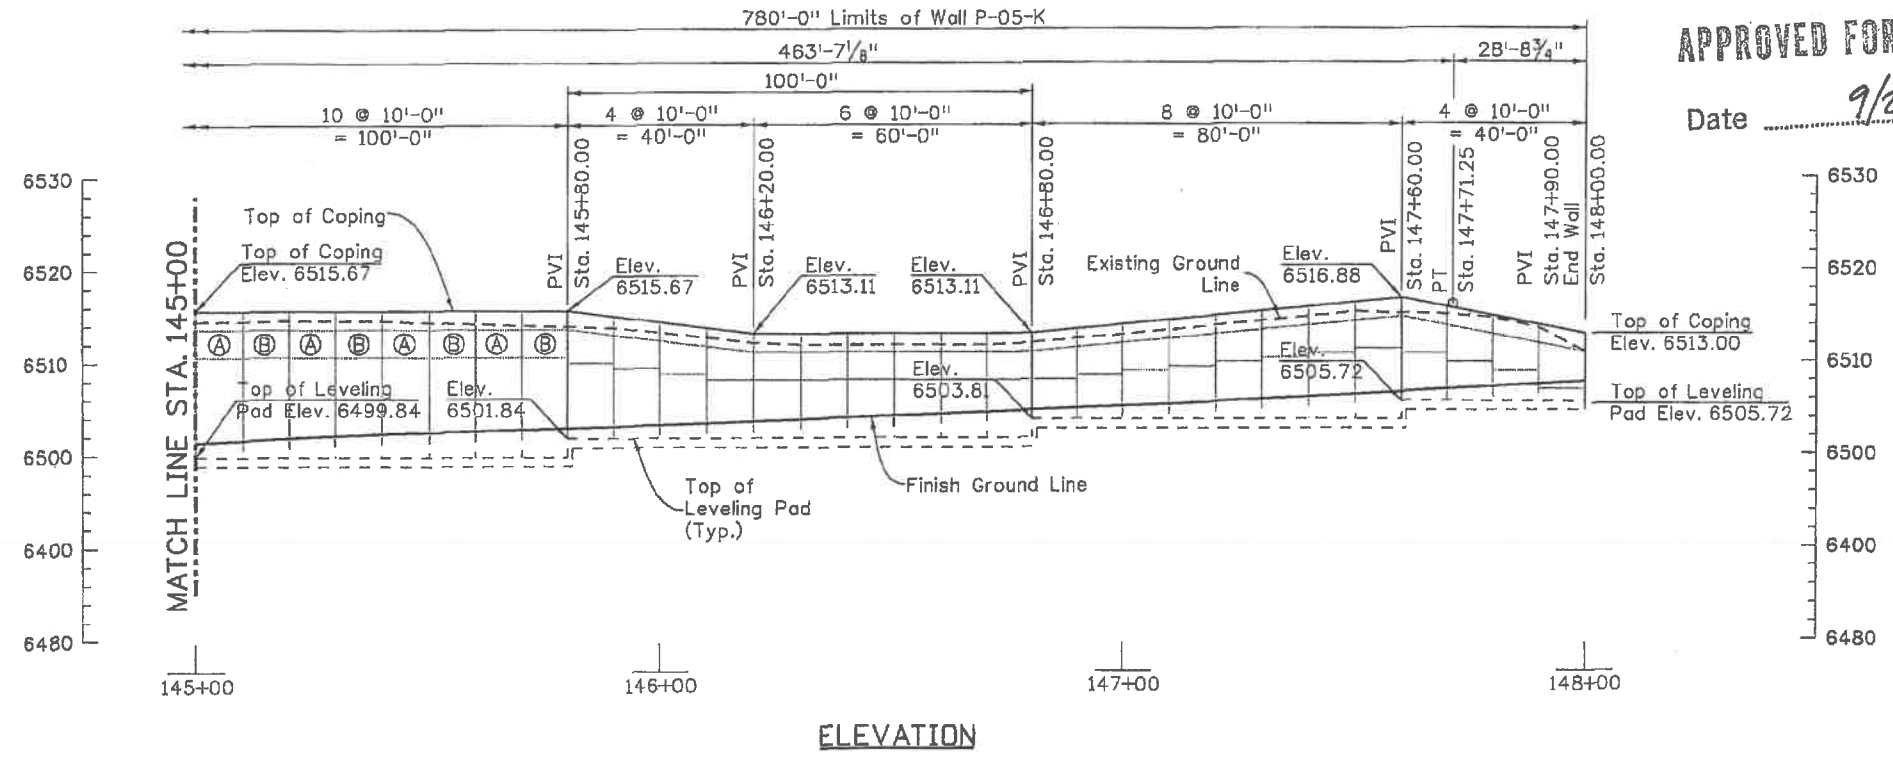 780'-0" Limits of Wall P-05-K
463'-7 1/8"
28'-8 3/4"
100'-0"
10 @ 10'-0"
= 100'-0"
4 @ 10'-0"
= 40'-0"
6 @ 10'-0"
= 60'-0"
8 @ 10'-0"
= 80'-0"
4 @ 10'-0"
= 40'-0"
APPROVED FOR
Date 9/2
6530
6520
6510
6500
6400
6480
MATCH LINE STA. 145+00
Top of Coping
Top of Coping
Elev. 6515.67
PVI
Sta. 145+80.00
Elev.
6515.67
PVI
Sta. 146+20.00
Elev.
6513.11
Elev.
6513.11
PVI
Sta. 146+80.00
Existing Ground
Line
Elev.
6516.88
PVI
Sta. 147+60.00
PT
Sta. 147+71.25
PVI
Sta. 147+90.00
End Wall
Sta. 148+00.00
A B A B A B A B
Top of Leveling
Pad Elev. 6499.84
Elev.
6501.84
Elev.
6503.81
Elev.
6505.72
Top of Coping
Elev. 6513.00
Top of Leveling
Pad Elev. 6505.72
Top of
Leveling Pad
(Typ.)
Finish Ground Line
6530
6520
6510
6500
6400
6480
145+00
146+00
147+00
148+00
ELEVATION